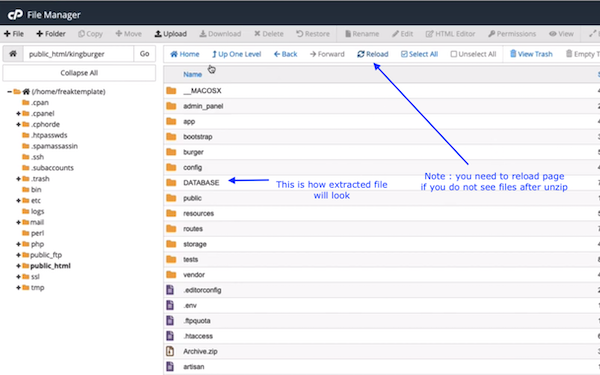 cP File Manager
+ File + Folder Copy Move Upload Download Delete Restore Rename Edit HTML Editor Permissions View
public_html/kingburger Go
Home Up One Level Back Forward Reload Select All Unselect All View Trash Empty T
Collapse All
Name
(/home/freaktemplate)
.cpan
.cpanel
.cphorde
.htpasswds
.spamassassin
.ssh
.subaccounts
.trash
bin
etc
logs
mail
perl
php
public_ftp
public_html
ssl
tmp
__MACOSX
admin_panel
app
bootstrap
burger
config
DATABASE
public
resources
routes
storage
tests
vendor
.editorconfig
.env
.ftpquota
.htaccess
Archive.zip
artisan
This is how extracted file
will look
Note : you need to reload page
if you do not see files after unzip